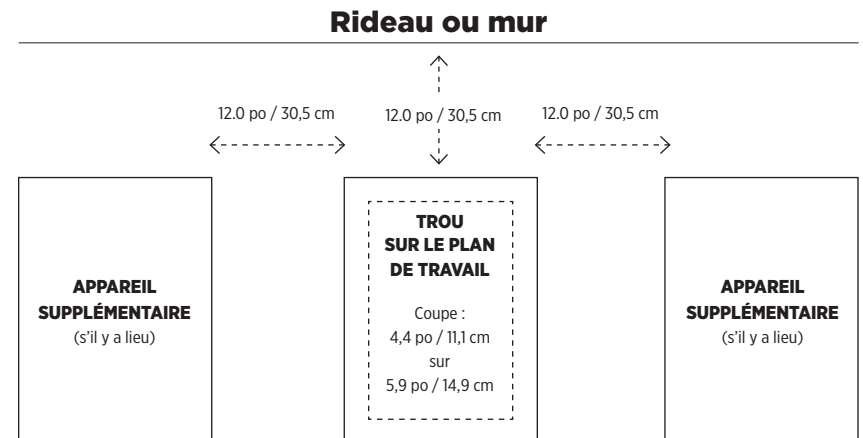 Rideau ou mur
12.0 po / 30,5 cm
12.0 po / 30,5 cm
12.0 po / 30,5 cm
APPAREIL
SUPPLÉMENTAIRE
(s'il y a lieu)
TROU
SUR LE PLAN
DE TRAVAIL
Coupe :
4,4 po / 11,1 cm
sur
5,9 po / 14,9 cm
APPAREIL
SUPPLÉMENTAIRE
(s'il y a lieu)